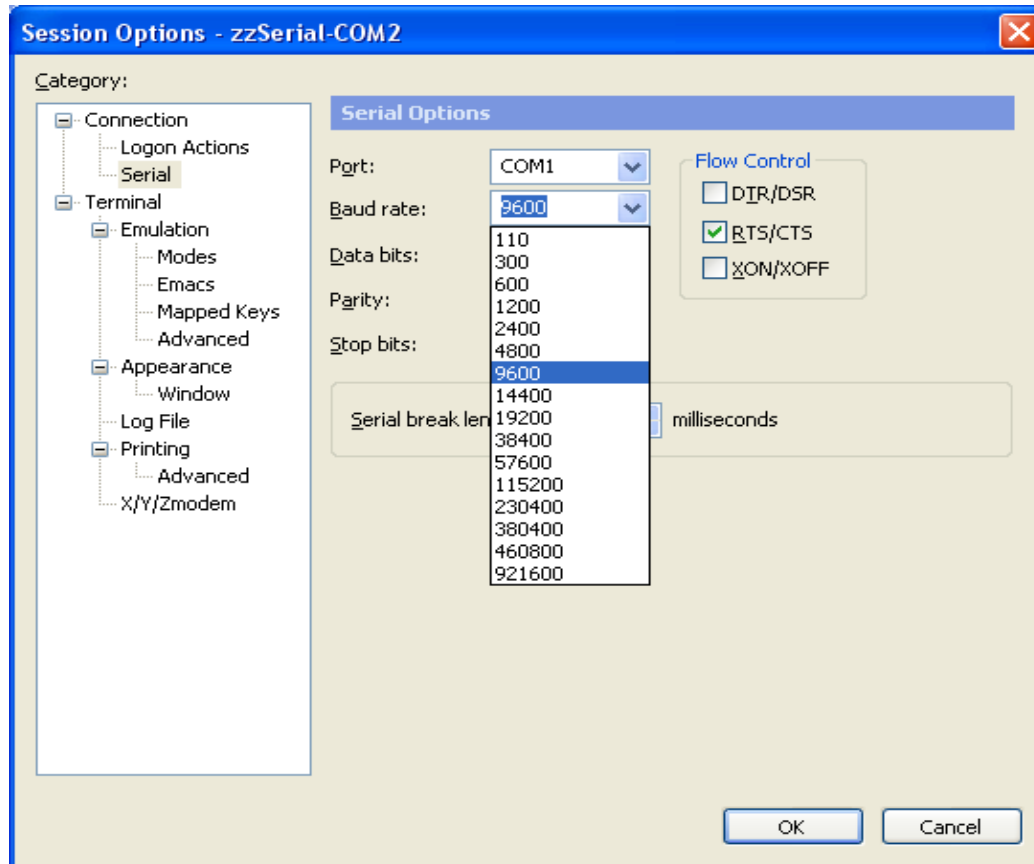 Session Options - zzSerial-COM2
Category:
Connection
Logon Actions
Serial
Terminal
Emulation
Modes
Emacs
Mapped Keys
Advanced
Appearance
Window
Log File
Printing
Advanced
X/Y/Zmodem
Serial Options
Port: COM1
Baud rate: 9600
Data bits:
Parity:
Stop bits:
110
300
600
1200
2400
4800
9600
14400
19200
38400
57600
115200
230400
380400
460800
921600
Flow Control
DTR/DSR
RTS/CTS
XON/XOFF
Serial break len milliseconds
OK Cancel